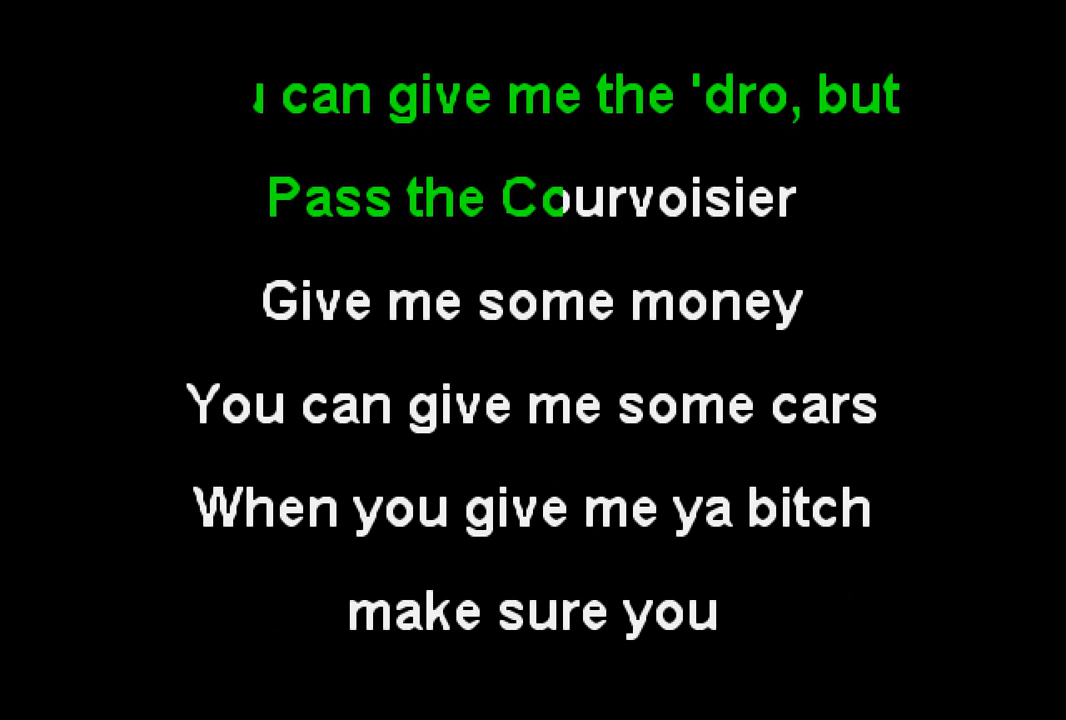 can give me the 'dro, but
Pass the Courvoisier
Give me some money
You can give me some cars
When you give me ya bitch
make sure you